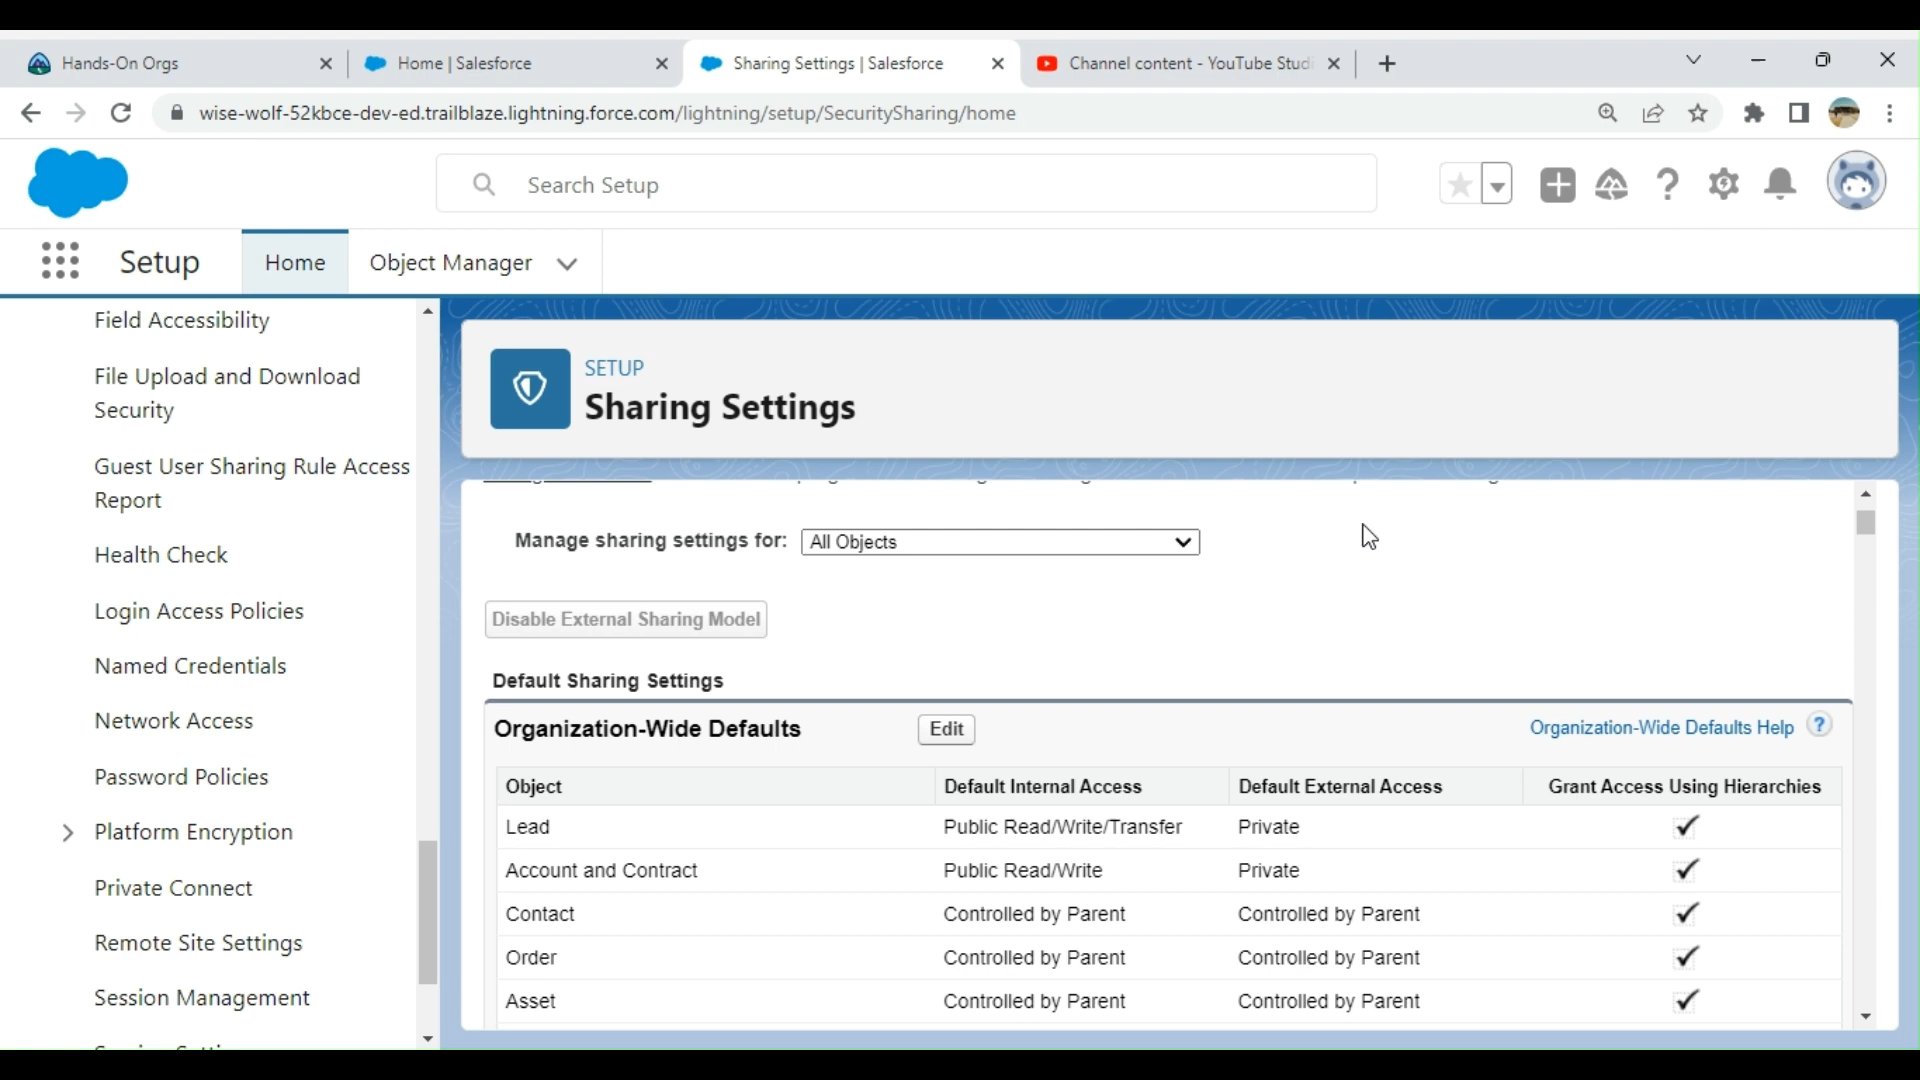 Hands-On Orgs
Home | Salesforce
Sharing Settings | Salesforce
Channel content - YouTube Studi
wise-wolf-52kbce-dev-ed.trailblaze.lightning.force.com/lightning/setup/SecuritySharing/home
Search Setup
Setup
Home
Object Manager
Field Accessibility
File Upload and Download
Security
Guest User Sharing Rule Access
Report
Health Check
Login Access Policies
Named Credentials
Network Access
Password Policies
Platform Encryption
Private Connect
Remote Site Settings
Session Management
SETUP
Sharing Settings
Manage sharing settings for: All Objects
Disable External Sharing Model
Default Sharing Settings
Organization-Wide Defaults Edit Organization-Wide Defaults Help ?
Object Default Internal Access Default External Access Grant Access Using Hierarchies
Lead Public Read/Write/Transfer Private
Account and Contract Public Read/Write Private
Contact Controlled by Parent Controlled by Parent
Order Controlled by Parent Controlled by Parent
Asset Controlled by Parent Controlled by Parent